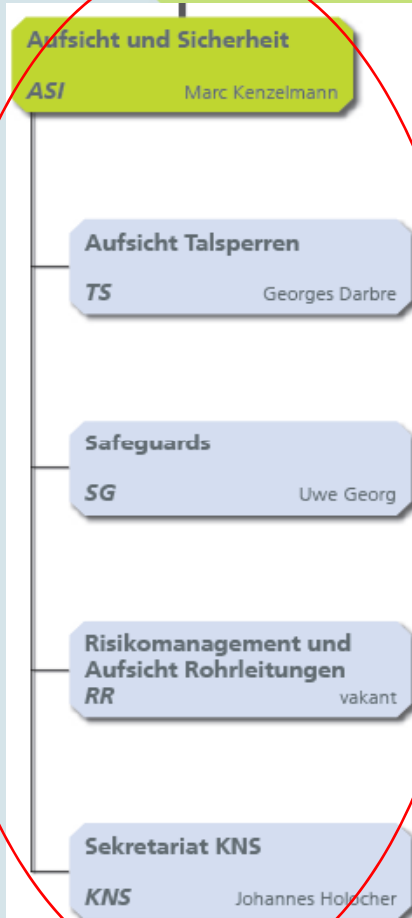 Aufsicht und Sicherheit
ASI Marc Kenzelmann
Aufsicht Talsperren
TS Georges Darbre
Safeguards
SG Uwe Georg
Risikomanagement und
Aufsicht Rohrleitungen
RR vakant
Sekretariat KNS
KNS Johannes Holocher